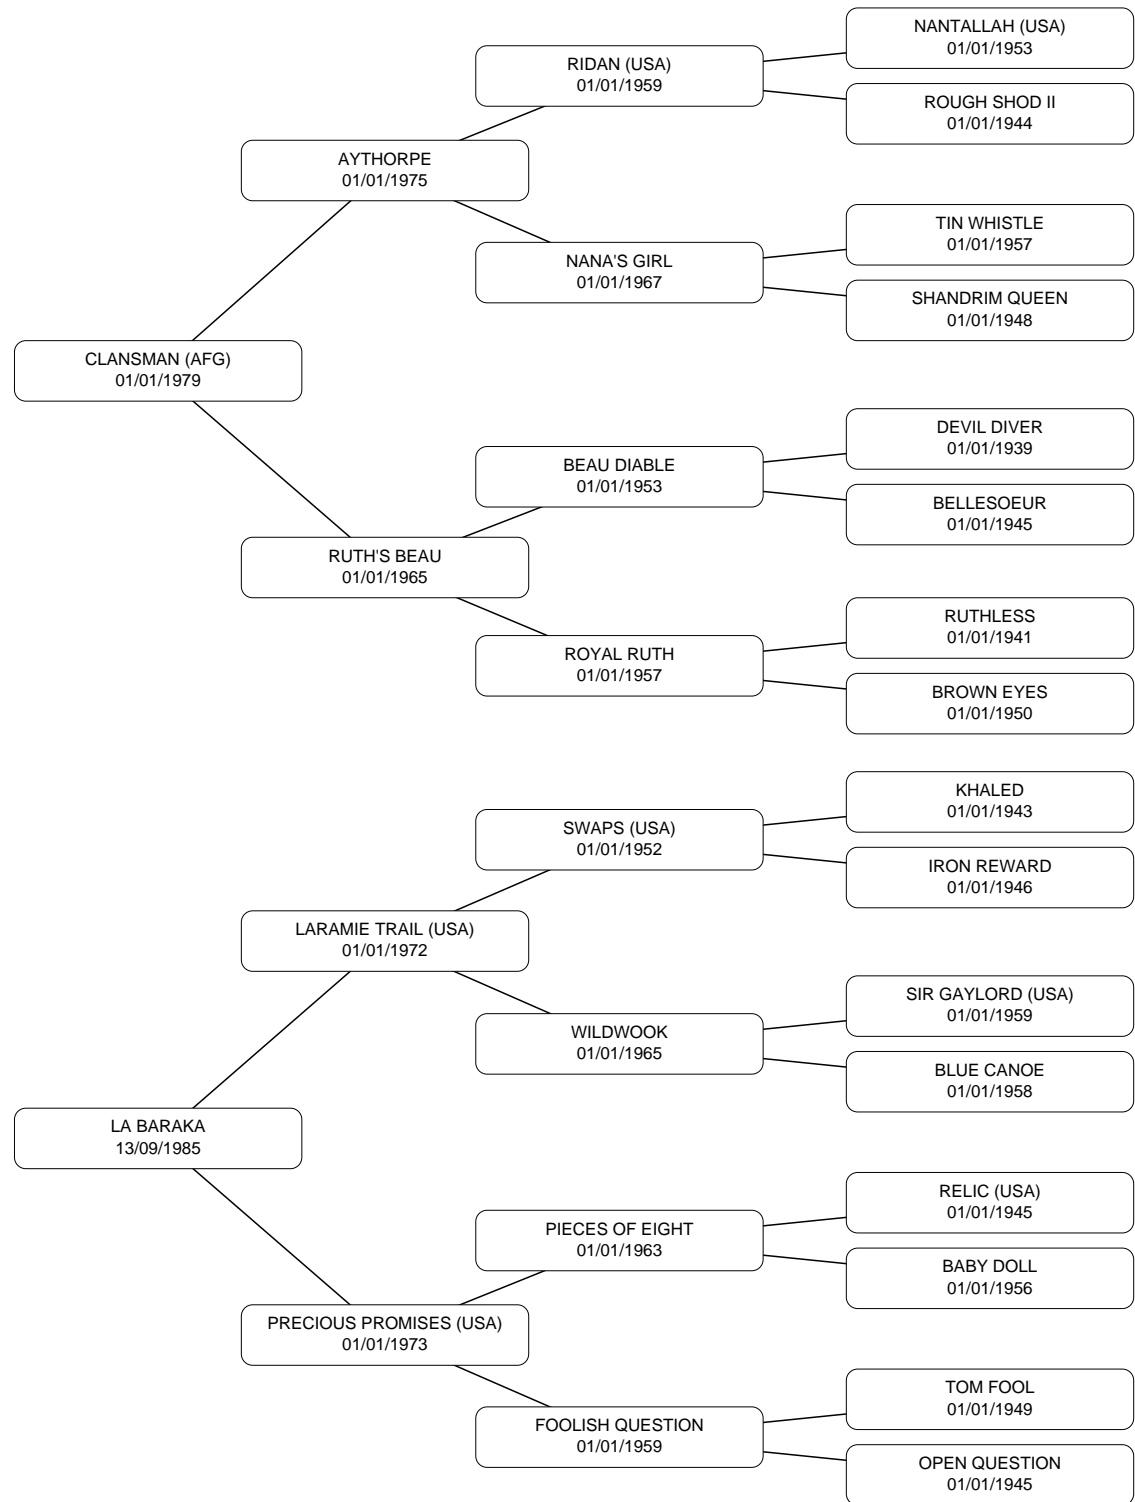 NANTALLAH (USA)
01/01/1953
RIDAN (USA)
01/01/1959
ROUGH SHOD II
01/01/1944
AYTHORPE
01/01/1975
TIN WHISTLE
01/01/1957
NANA'S GIRL
01/01/1967
SHANDRIM QUEEN
01/01/1948
CLANSMAN (AFG)
01/01/1979
DEVIL DIVER
01/01/1939
BEAU DIABLE
01/01/1953
BELLESOEUR
01/01/1945
RUTH'S BEAU
01/01/1965
RUTHLESS
01/01/1941
ROYAL RUTH
01/01/1957
BROWN EYES
01/01/1950
KHALED
01/01/1943
SWAPS (USA)
01/01/1952
IRON REWARD
01/01/1946
LARAMIE TRAIL (USA)
01/01/1972
SIR GAYLORD (USA)
01/01/1959
WILDWOOK
01/01/1965
BLUE CANOE
01/01/1958
LA BARAKA
13/09/1985
RELIC (USA)
01/01/1945
PIECES OF EIGHT
01/01/1963
BABY DOLL
01/01/1956
PRECIOUS PROMISES (USA)
01/01/1973
TOM FOOL
01/01/1949
FOOLISH QUESTION
01/01/1959
OPEN QUESTION
01/01/1945